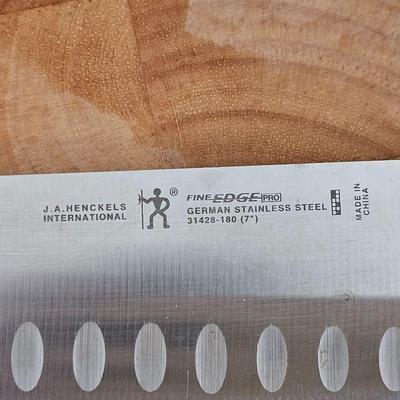 J.A.HENCKELS
INTERNATIONAL
®
FINE EDGE PRO
GERMAN STAINLESS STEEL
31428-180 (7")
MADE IN
CHINA